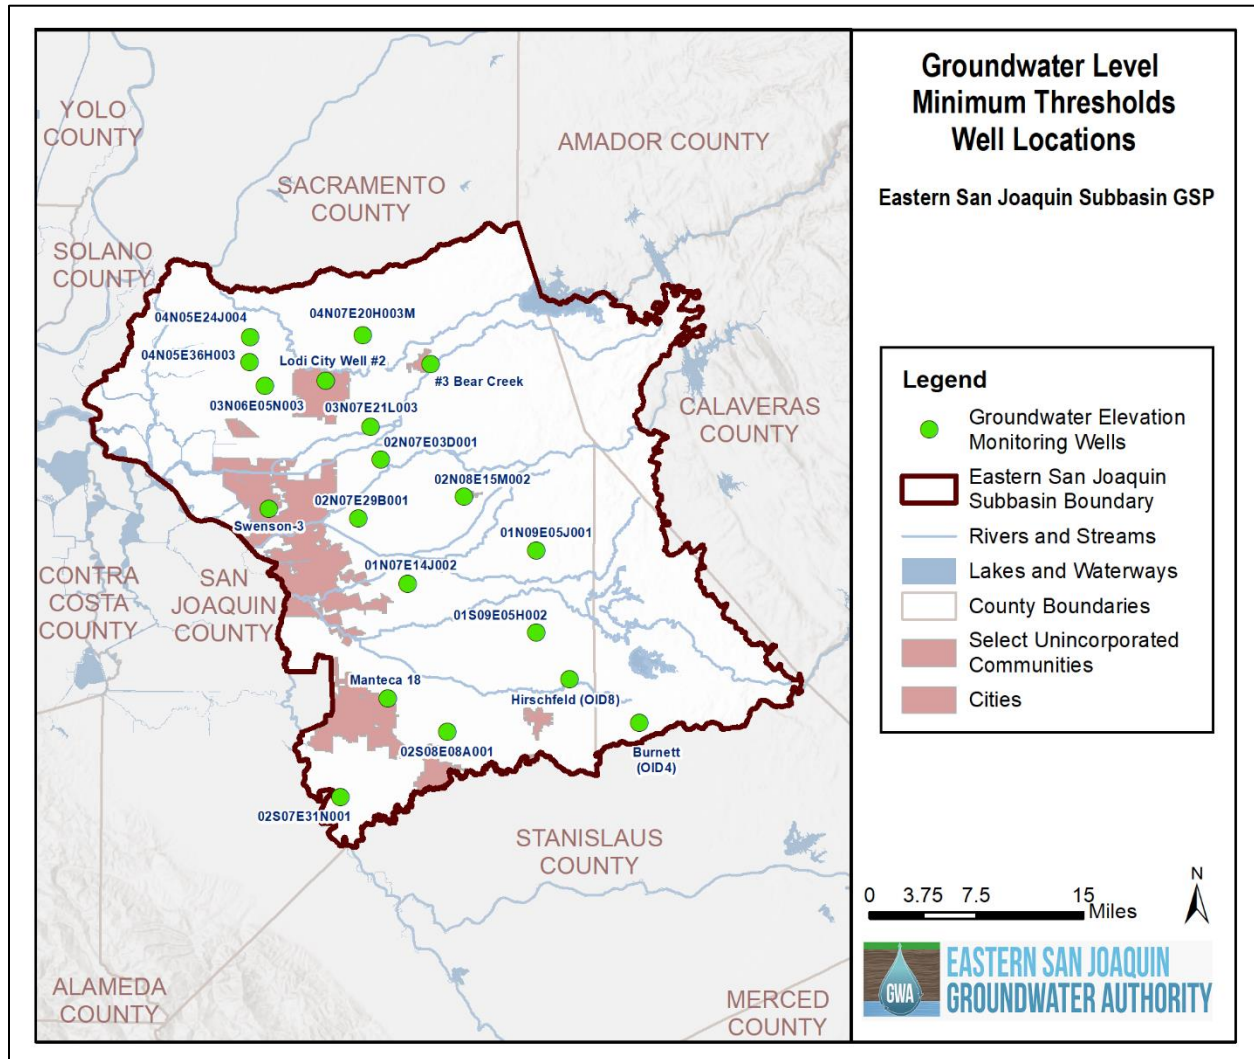 Groundwater Level
Minimum Thresholds
Well Locations
Eastern San Joaquin Subbasin GSP
YOLO
COUNTY
AMADOR COUNTY
SACRAMENTO
COUNTY
SOLANO
COUNTY
04N05E24J004
04N07E20H003M
04N05E36H003
Lodi City Well #2
#3 Bear Creek
03N06E05N003
03N07E21L003
CALAVERAS
COUNTY
02N07E03D001
02N08E15M002
02N07E29B001
Swenson-3
01N09E05J001
01N07E14J002
CONTRA
COSTA
COUNTY
SAN
JOAQUIN
COUNTY
01S09E05H002
Manteca 18
Hirschfeld (OID8)
02S08E08A001
Burnett
(OID4)
02S07E31N001
STANISLAUS
COUNTY
ALAMEDA
COUNTY
MERCED
COUNTY
Legend
Groundwater Elevation
Monitoring Wells
Eastern San Joaquin
Subbasin Boundary
Rivers and Streams
Lakes and Waterways
County Boundaries
Select Unincorporated
Communities
Cities
N
0 3.75 7.5 15
Miles
GWA
EASTERN SAN JOAQUIN
GROUNDWATER AUTHORITY